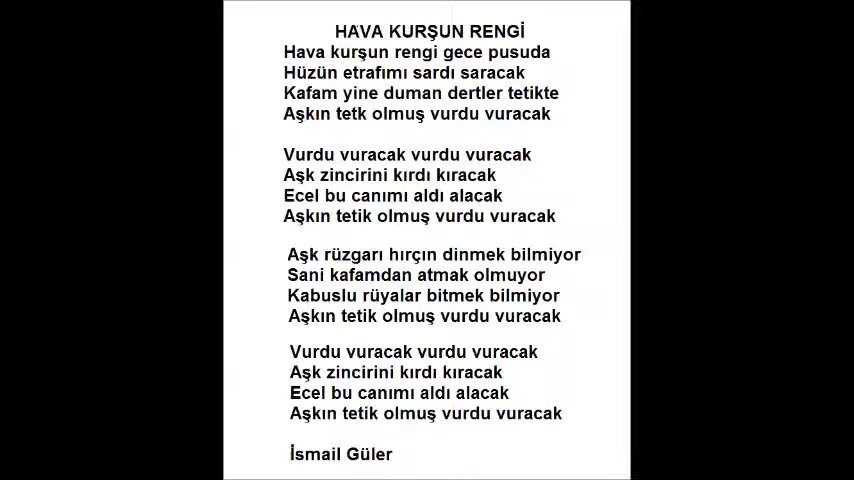 HAVA KURŞUN RENGİ
Hava kurşun rengi gece pusuda
Hüzün etrafımı sardı saracak
Kafam yine duman dertler tetikte
Aşkın tetk olmuş vurdu vuracak
Vurdu vuracak vurdu vuracak
Aşk zincirini kırdı kıracak
Ecel bu canımı aldı alacak
Aşkın tetik olmuş vurdu vuracak
Aşk rüzgarı hırçın dinmek bilmiyor
Sani kafamdan atmak olmuyor
Kabuslu rüyalar bitmek bilmiyor
Aşkın tetik olmuş vurdu vuracak
Vurdu vuracak vurdu vuracak
Aşk zincirini kırdı kıracak
Ecel bu canımı aldı alacak
Aşkın tetik olmuş vurdu vuracak
İsmail Güler